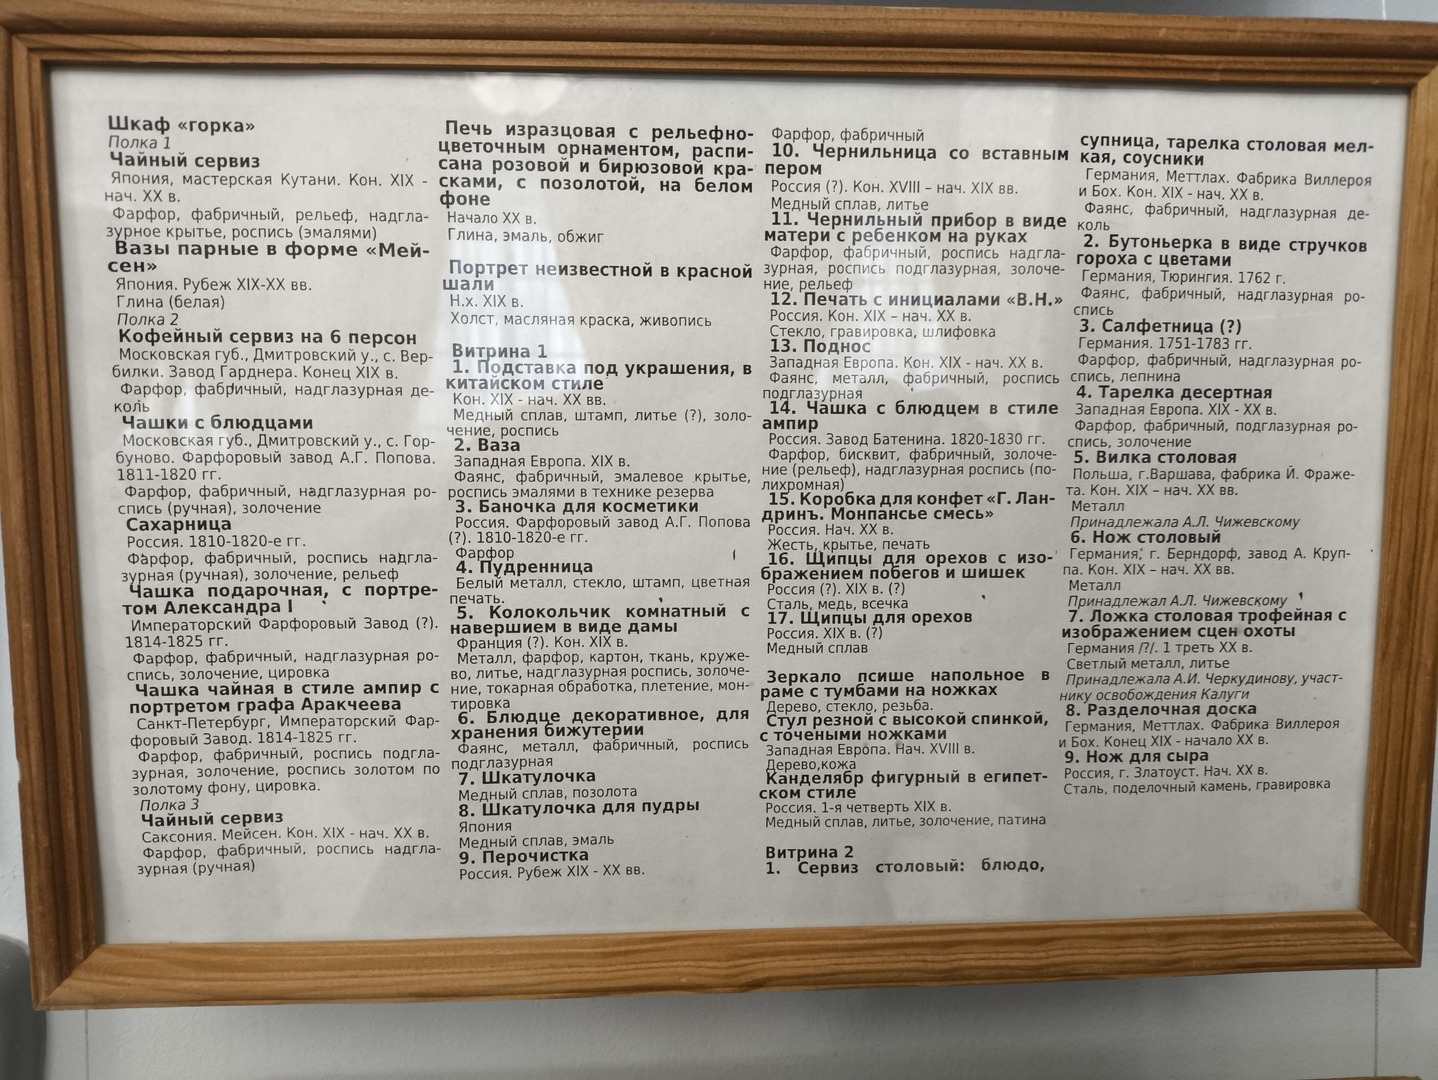 Шкаф «горка»
Полка 1
Чайный сервиз
Япония, мастерская Кутани. Кон. XIX -
нач. XX в.
Фарфор, фабричный, рельеф, надгла-
зурное крытье, роспись (эмалями)
Вазы парные в форме «Мей-
сен»
Япония. Рубеж XIX-XX вв.
Глина (белая)
Полка 2
Кофейный сервиз на 6 персон
Московская губ., Дмитровский у., с. Вер-
билки. Завод Гарднера. Конец XIX в.
Фарфор, фабричный, надглазурная де-
коль
Чашки с блюдцами
Московская губ., Дмитровский у., с. Гор-
буново. Фарфоровый завод А.Г. Попова.
1811-1820 гг.
Фарфор, фабричный, надглазурная ро-
спись (ручная), золочение
Сахарница
Россия. 1810-1820-е гг.
Фарфор, фабричный, роспись надгла-
зурная (ручная), золочение, рельеф
Чашка подарочная, с портре-
том Александра I
Императорский Фарфоровый Завод (?).
1814-1825 гг.
Фарфор, фабричный, надглазурная ро-
спись, золочение, цировка
Чашка чайная в стиле ампир с
портретом графа Аракчеева
Санкт-Петербург, Императорский Фар-
форовый Завод. 1814-1825 гг.
Фарфор, фабричный, роспись подгла-
зурная, золочение, роспись золотом по
золотому фону, цировка.
Полка 3
Чайный сервиз
Саксония. Мейсен. Кон. XIX - нач. XX в.
Фарфор, фабричный, роспись надгла-
зурная (ручная)
Печь изразцовая с рельефно-
цветочным орнаментом, распи-
сана розовой и бирюзовой кра-
сками, с позолотой, на белом
фоне
Начало XX в.
Глина, эмаль, обжиг
Портрет неизвестной в красной
шали
Н.х. XIX в.
Холст, масляная краска, живопись
Витрина 1
1. Подставка под украшения, в
китайском стиле
Кон. XIX - нач. XX вв.
Медный сплав, штамп, литье (?), золо-
чение, роспись
2. Ваза
Западная Европа. XIX в.
Фаянс, фабричный, эмалевое крытье,
роспись эмалями в технике резерва
3. Баночка для косметики
Россия. Фарфоровый завод А.Г. Попова
(?). 1810-1820-е гг.
Фарфор
4. Пудренница
Белый металл, стекло, штамп, цветная
печать.
5. Колокольчик комнатный с
навершием в виде дамы
Франция (?). Кон. XIX в.
Металл, фарфор, картон, ткань, круже-
во, литье, надглазурная роспись, золоче-
ние, токарная обработка, плетение, мон-
тировка
6. Блюдце декоративное, для
хранения бижутерии
Фаянс, металл, фабричный, роспись
подглазурная
7. Шкатулочка
Медный сплав, позолота
8. Шкатулочка для пудры
Япония
Медный сплав, эмаль
9. Перочистка
Россия. Рубеж XIX - XX вв.
Фарфор, фабричный
10. Чернильница со вставным
пером
Россия (?). Кон. XVIII – нач. XIX вв.
Медный сплав, литье
11. Чернильный прибор в виде
матери с ребенком на руках
Фарфор, фабричный, роспись надгла-
зурная, роспись подглазурная, золоче-
ние, рельеф
12. Печать с инициалами «В.Н.»
Россия. Кон. XIX – нач. XX в.
Стекло, гравировка, шлифовка
13. Поднос
Западная Европа. Кон. XIX - нач. XX в.
Фаянс, металл, фабричный, роспись
подглазурная
14. Чашка с блюдцем в стиле
ампир
Россия. Завод Батенина. 1820-1830 гг.
Фарфор, бисквит, фабричный, золоче-
ние (рельеф), надглазурная роспись (по-
лихромная)
15. Коробка для конфет «Г. Лан-
дринъ. Монпансье смесь»
Россия. Нач. XX в.
Жесть, крытье, печать
16. Щипцы для орехов с изо-
бражением побегов и шишек
Россия (?). XIX в. (?)
Сталь, медь, всечка
17. Щипцы для орехов
Россия. XIX в. (?)
Медный сплав
Зеркало псише напольное в
раме с тумбами на ножках
Дерево, стекло, резьба.
Стул резной с высокой спинкой,
с точеными ножками
Западная Европа. Нач. XVIII в.
Дерево,кожа
Канделябр фигурный в египет-
ском стиле
Россия. 1-я четверть XIX в.
Медный сплав, литье, золочение, патина
Витрина 2
1. Сервиз столовый: блюдо,
супница, тарелка столовая мел-
кая, соусники
Германия, Меттлах. Фабрика Виллероя
и Бох. Кон. XIX - нач. XX в.
Фаянс, фабричный, надглазурная де-
коль
2. Бутоньерка в виде стручков
гороха с цветами
Германия, Тюрингия. 1762 г.
Фаянс, фабричный, надглазурная ро-
спись
3. Салфетница (?)
Германия. 1751-1783 гг.
Фарфор, фабричный, надглазурная ро-
спись, лепнина
4. Тарелка десертная
Западная Европа. XIX - XX в.
Фарфор, фабричный, подглазурная ро-
спись, золочение
5. Вилка столовая
Польша, г.Варшава, фабрика Й. Фраже-
та. Кон. XIX – нач. XX вв.
Металл
Принадлежала А.Л. Чижевскому
6. Нож столовый
Германия, г. Берндорф, завод А. Круп-
па. Кон. XIX – нач. XX вв.
Металл
Принадлежал А.Л. Чижевскому
7. Ложка столовая трофейная с
изображением сцен охоты
Германия /?/. 1 треть XX в.
Светлый металл, литье
Принадлежала А.И. Черкудинову, участ-
нику освобождения Калуги
8. Разделочная доска
Германия, Меттлах. Фабрика Виллероя
и Бох. Конец XIX - начало XX в.
9. Нож для сыра
Россия, г. Златоуст. Нач. XX в.
Сталь, поделочный камень, гравировка